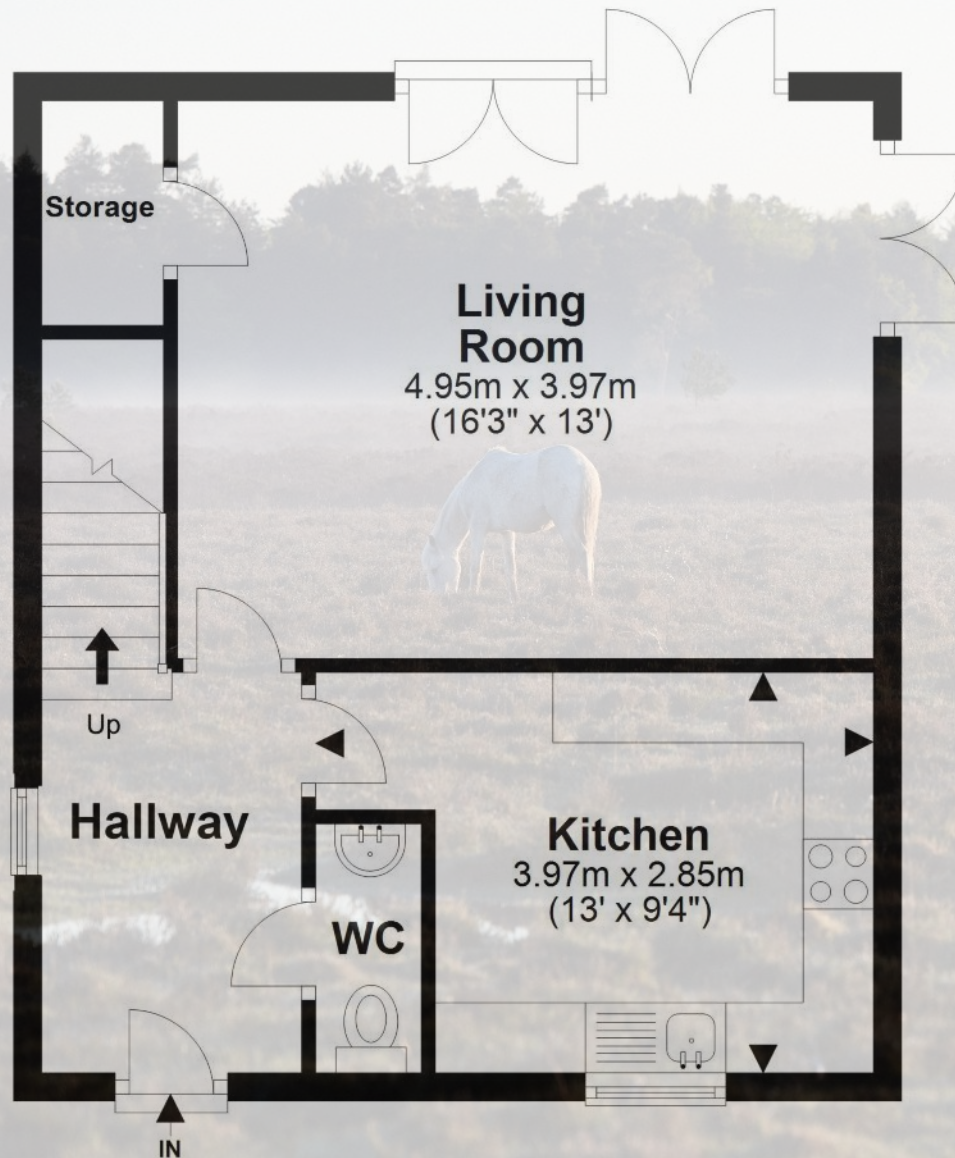 Storage
Living
Room
4.95m x 3.97m
(16'3" x 13')
Up
Hallway
Kitchen
3.97m x 2.85m
(13' x 9'4")
WC
IN